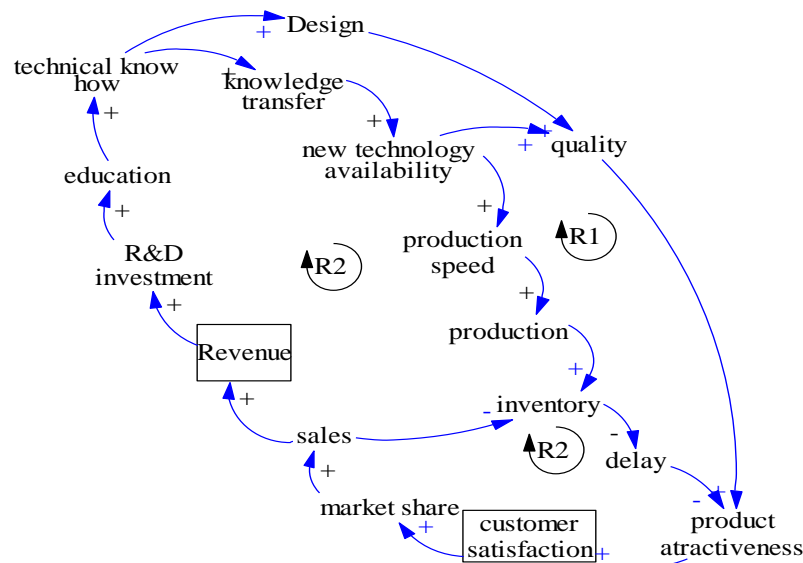 Design
technical know
how
knowledge
transfer
new technology
availability
quality
education
production
speed
R1
R&D
investment
R2
production
Revenue
inventory
sales
R2
delay
market share
customer
satisfaction
product
atractiveness
+
+
+
+
+
+
+
+
+
+
+
+
+
-
-
-
+
+
+
+